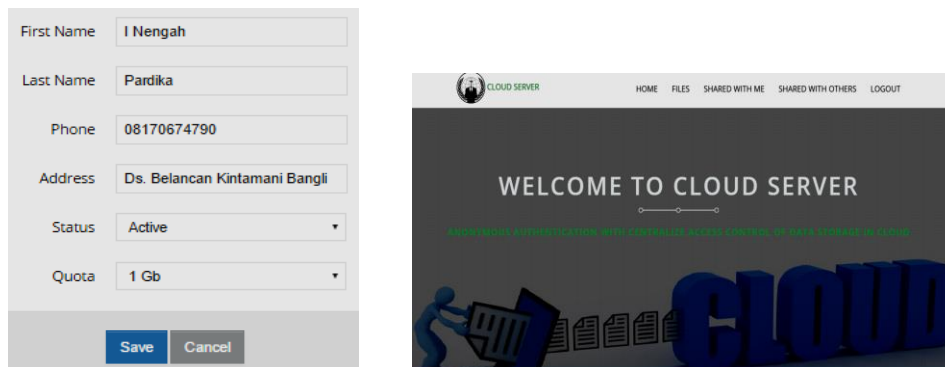 First Name I Nengah
Last Name Pardika
Phone 08170674790
Address Ds. Belancan Kintamani Bangli
Status Active
Quota 1 Gb
Save Cancel
CLOUD SERVER HOME FILES SHARED WITH ME SHARED WITH OTHERS LOGOUT
WELCOME TO CLOUD SERVER
ANONYMOUS AUTHENTICATION WITH CENTRALIZE ACCESS CONTROL OF DATA STORAGE IN CLOUD
CLOUD